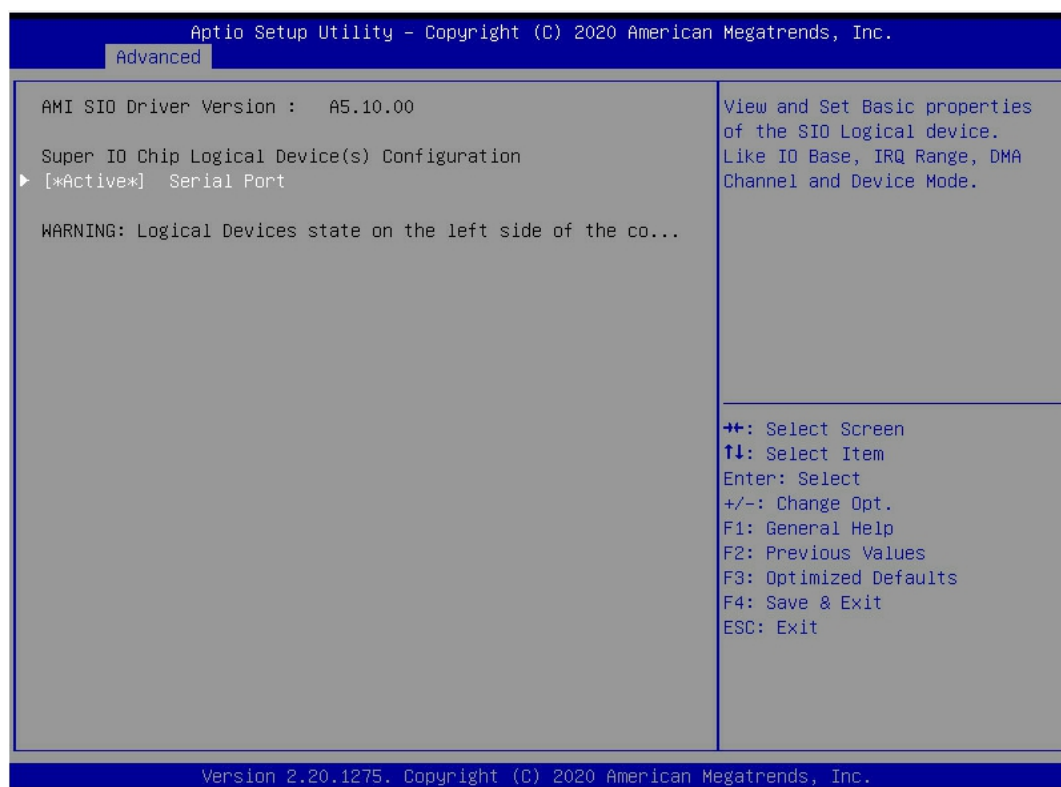 Aptio Setup Utility – Copyright (C) 2020 American Megatrends, Inc.
Advanced
AMI SIO Driver Version :   A5.10.00
Super IO Chip Logical Device(s) Configuration
▶ [*Active*]  Serial Port
WARNING: Logical Devices state on the left side of the co...
View and Set Basic properties
of the SIO Logical device.
Like IO Base, IRQ Range, DMA
Channel and Device Mode.
→←: Select Screen
↑↓: Select Item
Enter: Select
+/-: Change Opt.
F1: General Help
F2: Previous Values
F3: Optimized Defaults
F4: Save & Exit
ESC: Exit
Version 2.20.1275. Copyright (C) 2020 American Megatrends, Inc.